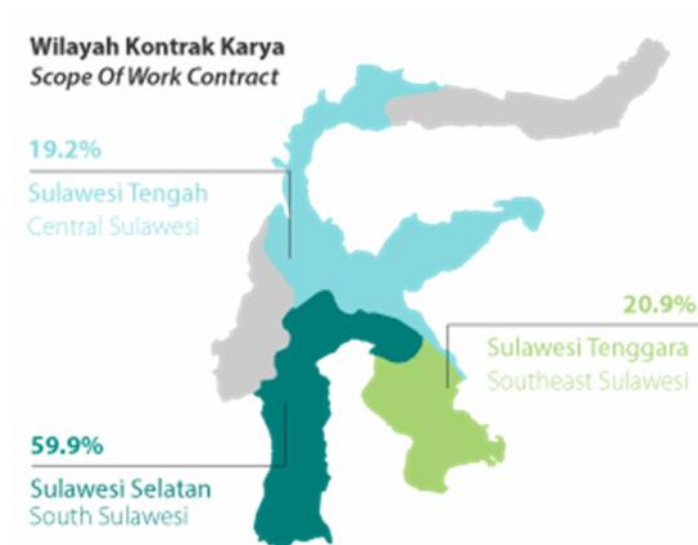 Wilayah Kontrak Karya
Scope Of Work Contract
19.2%
Sulawesi Tengah
Central Sulawesi
20.9%
Sulawesi Tenggara
Southeast Sulawesi
59.9%
Sulawesi Selatan
South Sulawesi